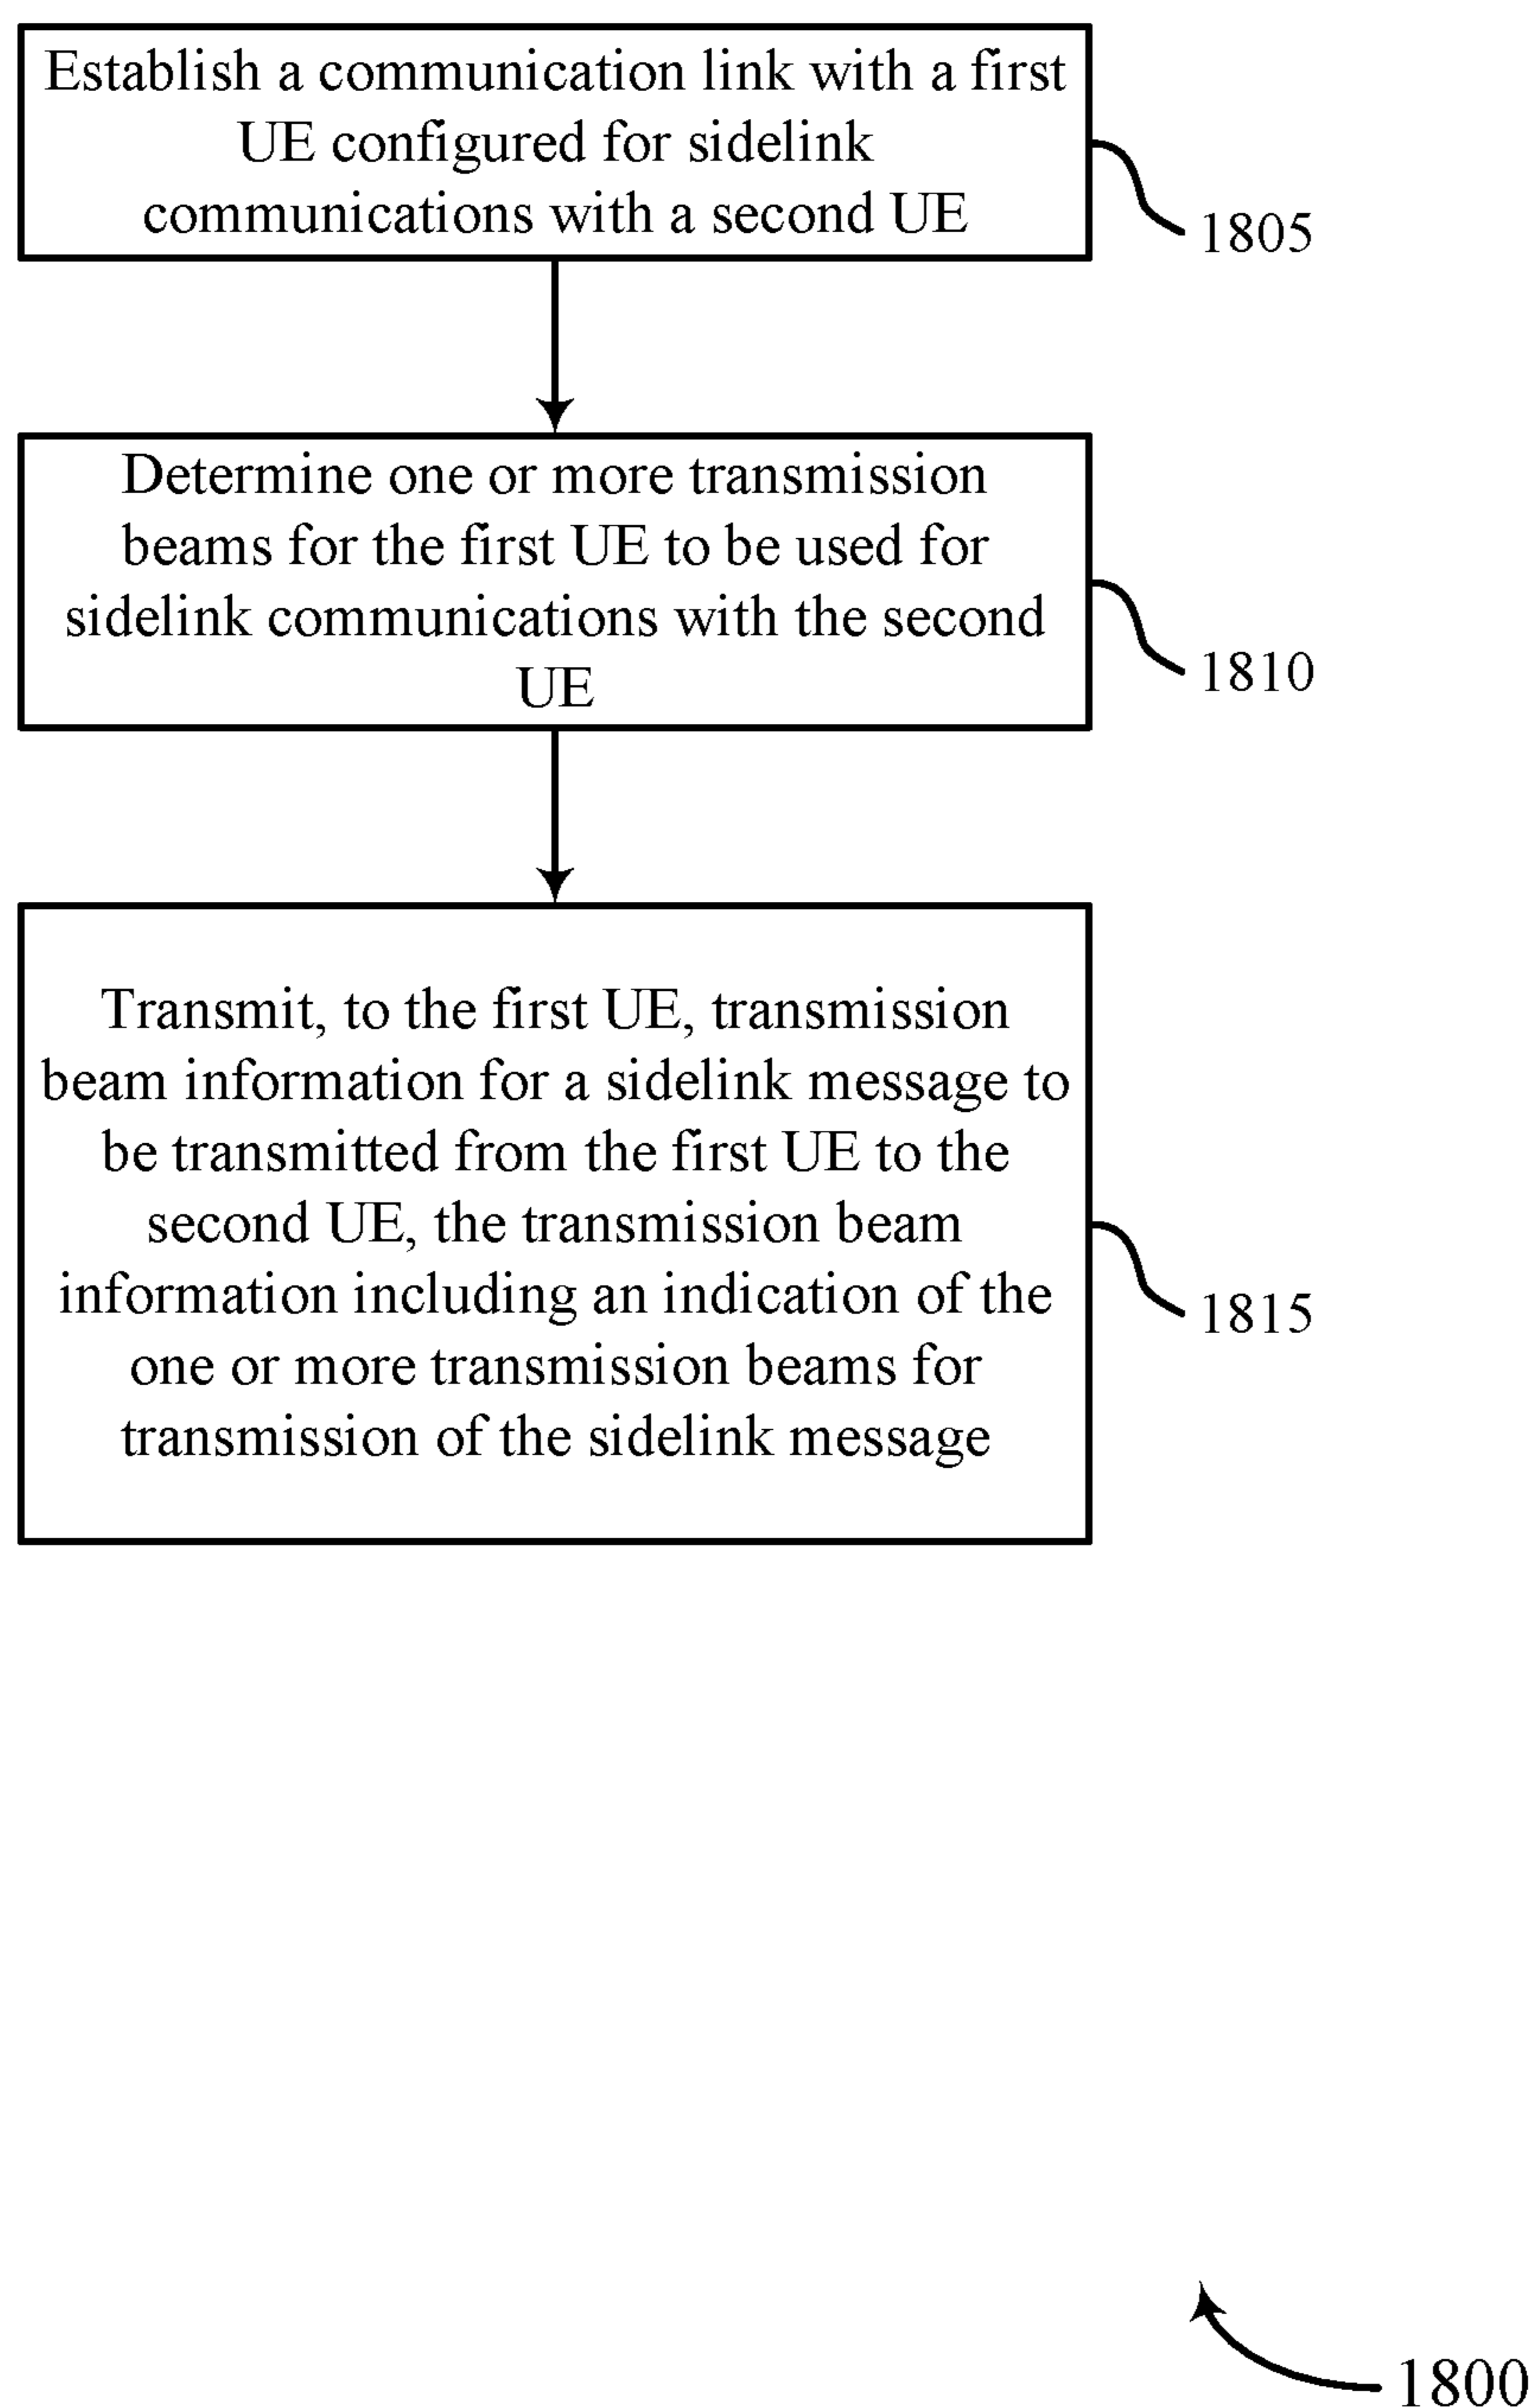 Establish a communication link with a first
UE configured for sidelink
communications with a second UE
1805
Determine one or more transmission
beams for the first UE to be used for
sidelink communications with the second
UE
1810
Transmit, to the first UE, transmission
beam information for a sidelink message to
be transmitted from the first UE to the
second UE, the transmission beam
information including an indication of the
one or more transmission beams for
transmission of the sidelink message
1815
1800